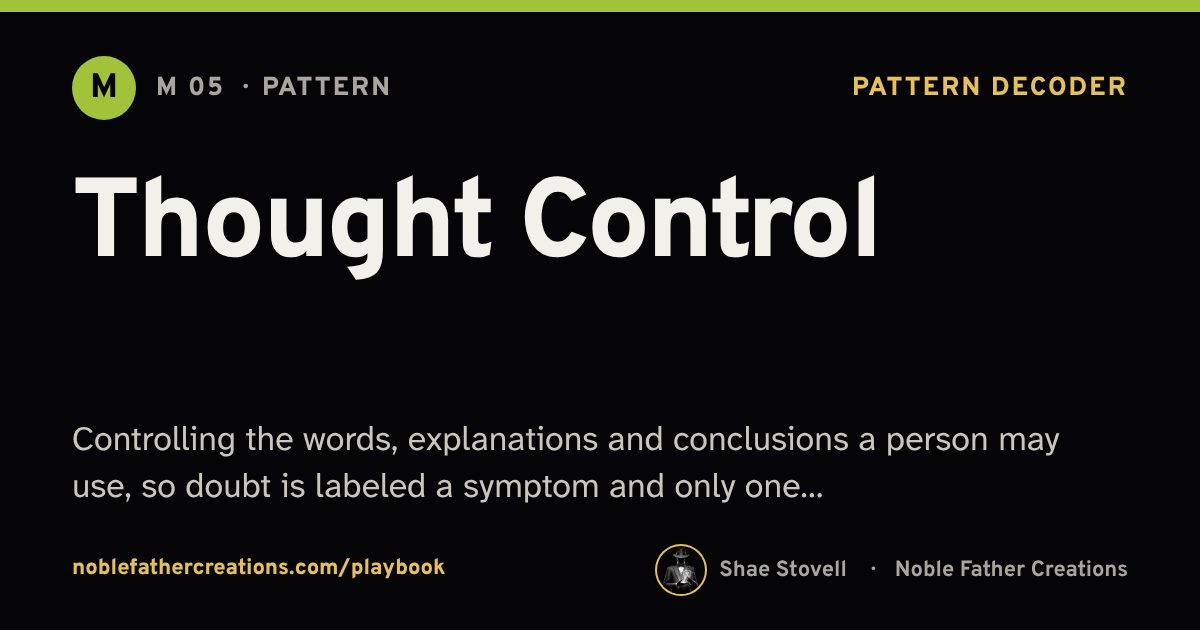 M
M 05 · PATTERN
PATTERN DECODER
Thought Control
Controlling the words, explanations and conclusions a person may
use, so doubt is labeled a symptom and only one...
noblefathercreations.com/playbook
Shae Stovell · Noble Father Creations